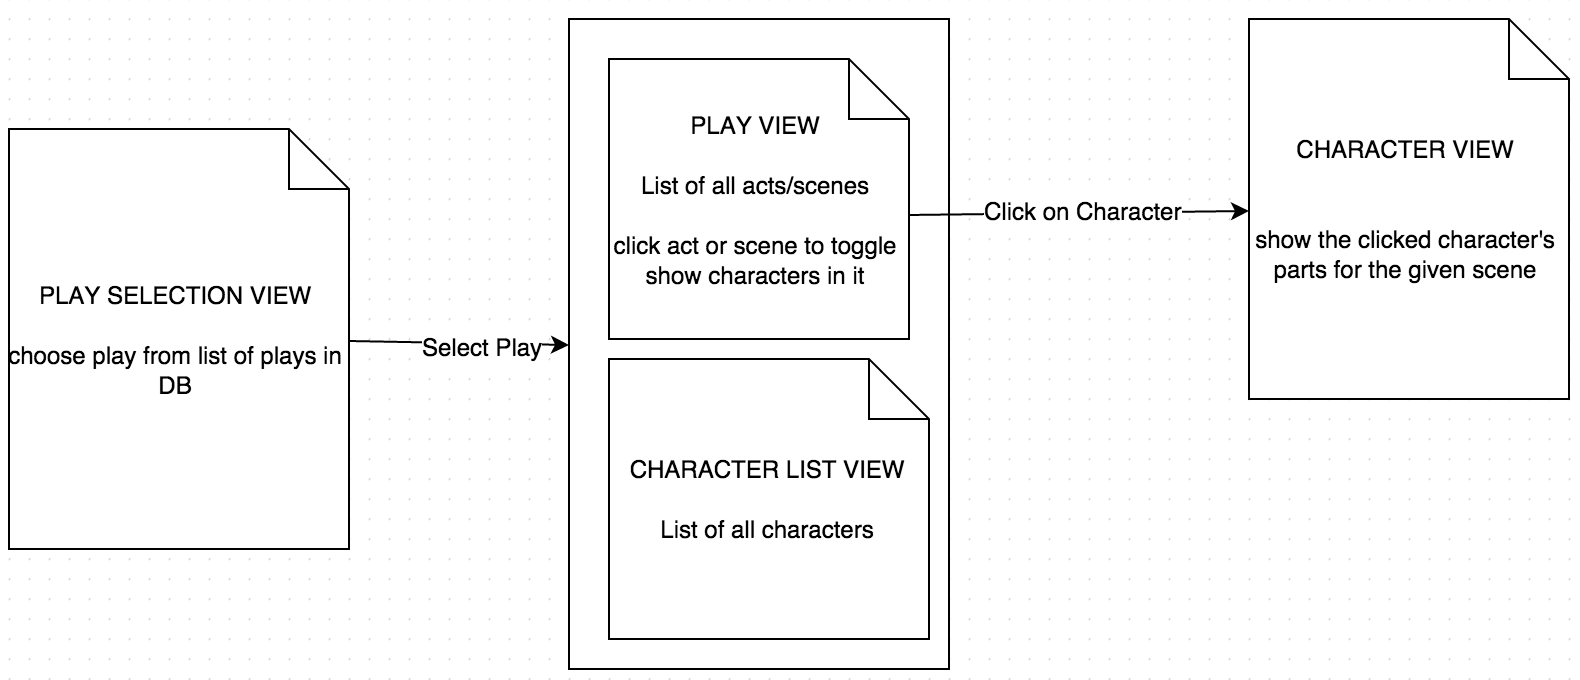 PLAY SELECTION VIEW
choose play from list of plays in
DB
Select Play
PLAY VIEW
List of all acts/scenes
click act or scene to toggle
show characters in it
CHARACTER LIST VIEW
List of all characters
Click on Character
CHARACTER VIEW
show the clicked character's
parts for the given scene